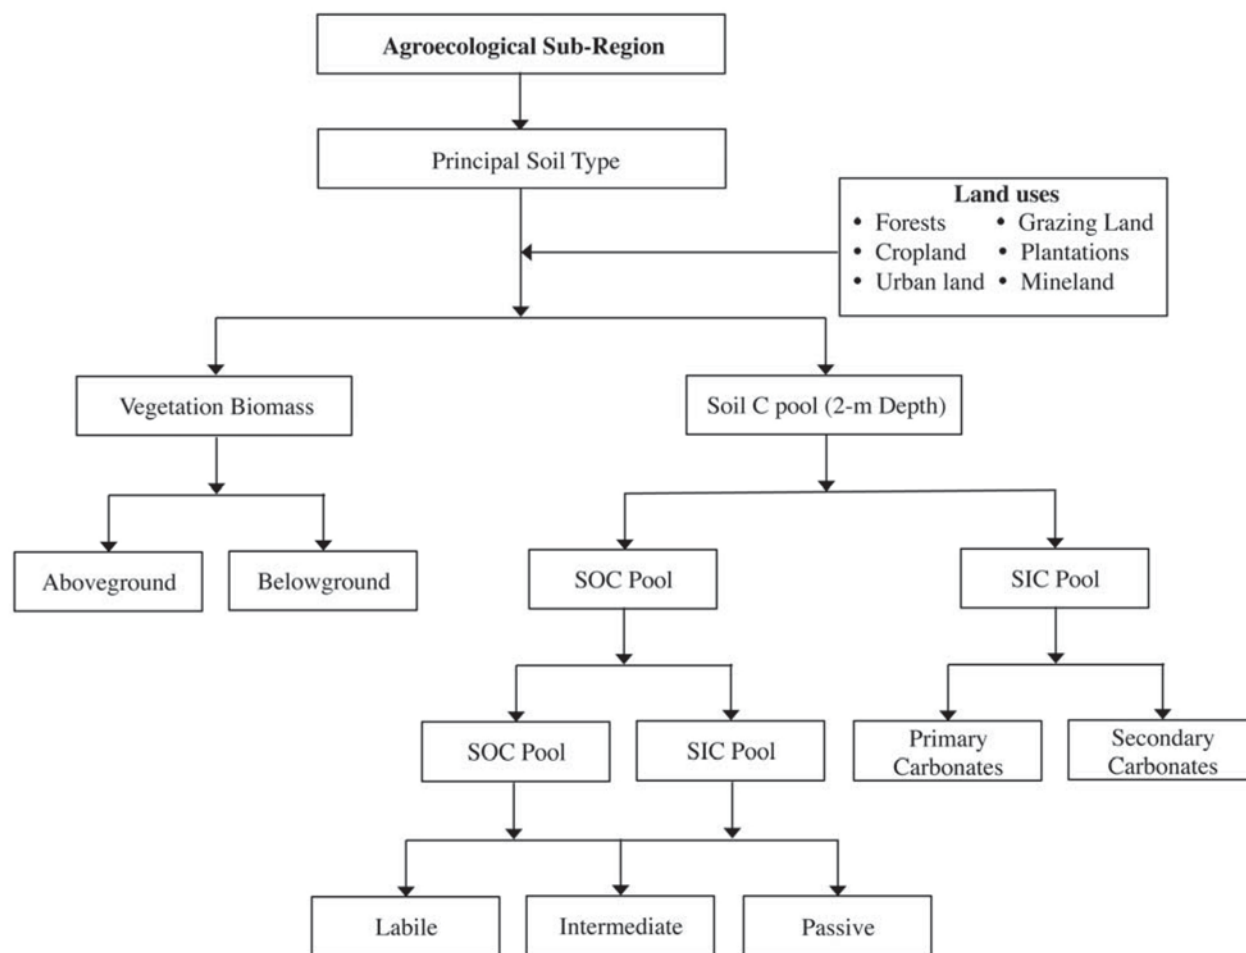 Agroecological Sub-Region
Principal Soil Type
Land uses
• Forests • Grazing Land
• Cropland • Plantations
• Urban land • Mineland
Vegetation Biomass
Soil C pool (2-m Depth)
Aboveground
Belowground
SOC Pool
SIC Pool
SOC Pool
SIC Pool
Primary
Carbonates
Secondary
Carbonates
Labile
Intermediate
Passive